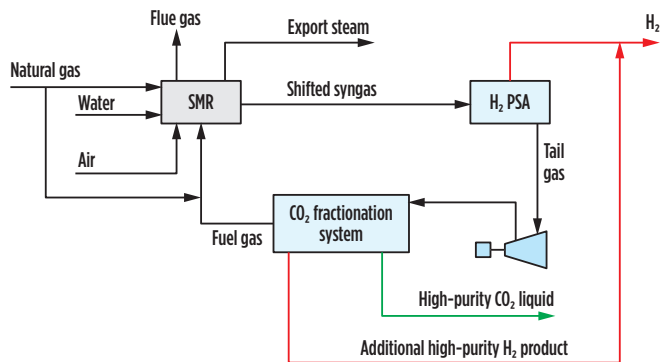 Flue gas
Export steam
H₂
Natural gas
Water
SMR
Shifted syngas
H₂ PSA
Air
Tail
gas
CO₂ fractionation
system
Fuel gas
High-purity CO₂ liquid
Additional high-purity H₂ product